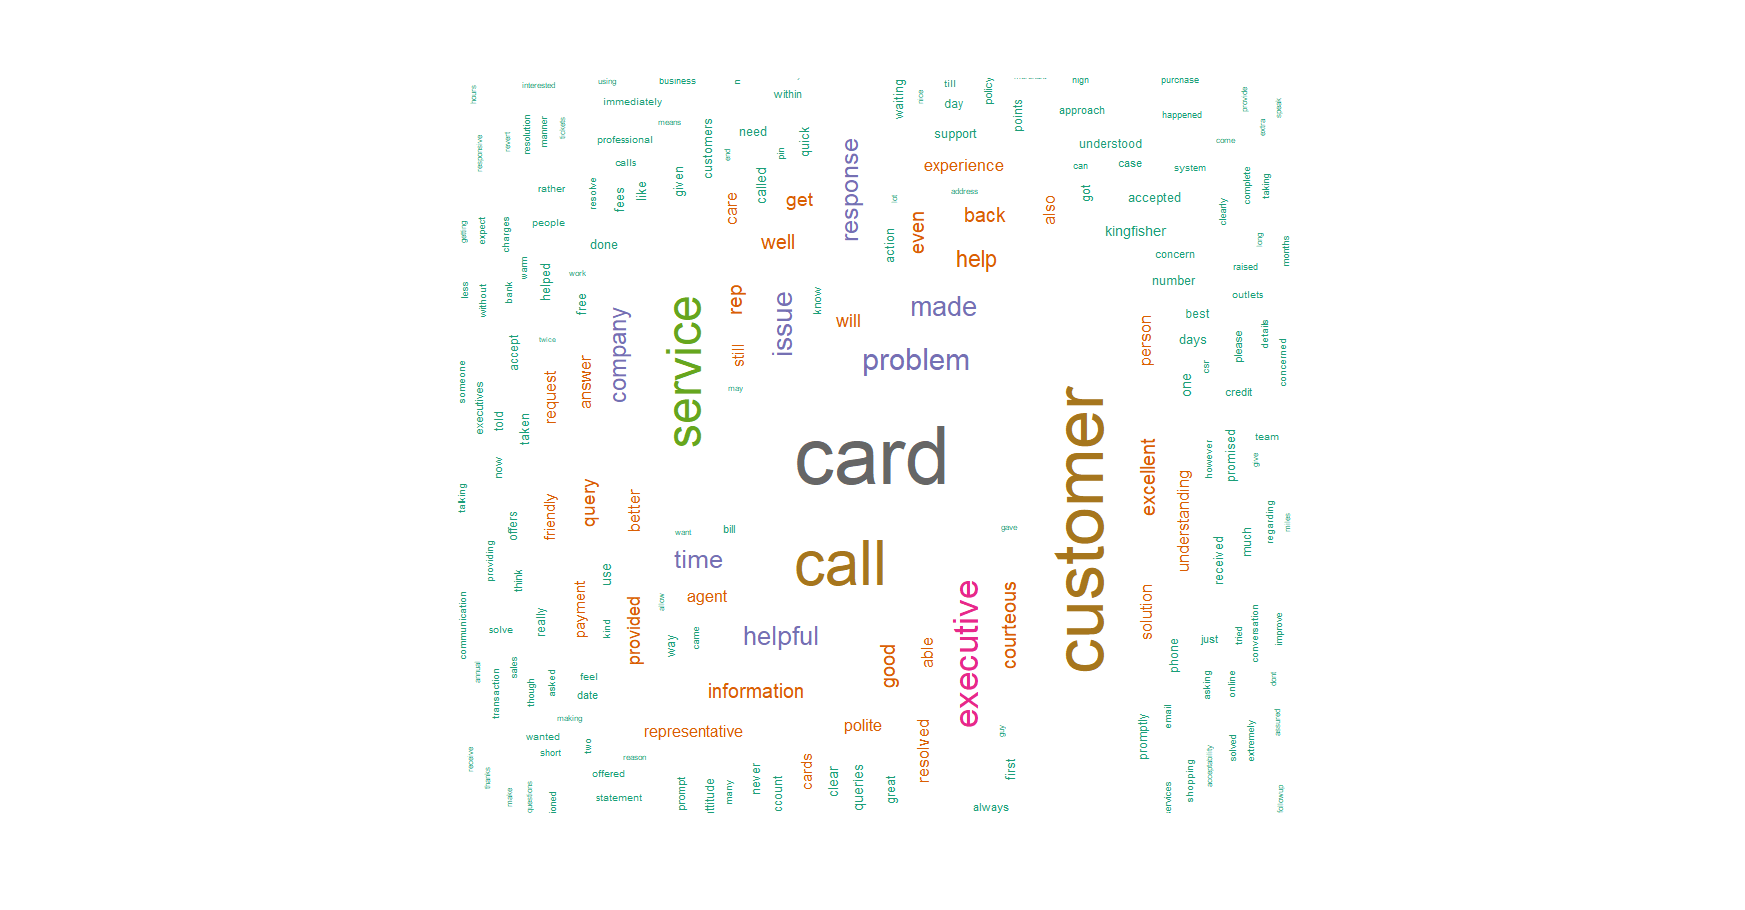 hours
interested
using
business
n
within
immediately
waiting
nice
till
day
policy
points
approach
purchase
happened
provide
speak
extra
responsive
revert
resolution
manner
tickets
means
professional
calls
customers
need
end
pin
quick
response
support
experience
understood
can
case
system
come
rather
resolve
fees
like
given
care
called
get
lot
address
back
also
got
accepted
clearly
complete
taking
getting
expect
charges
people
done
well
action
even
help
kingfisher
concern
long
months
less
without
bank
warm
helped
work
free
company
service
rep
issue
know
will
made
number
raised
outlets
accept
twice
still
problem
person
best
days
please
details
concerned
someone
executives
told
taken
request
answer
may
one
csr
credit
card
customer
now
talking
offers
friendly
query
better
want
bill
gave
excellent
understanding
however
promised
team
give
received
much
regarding
miles
providing
think
use
time
call
communication
solve
really
payment
kind
provided
allow
agent
way
came
helpful
good
able
executive
courteous
solution
phone
just
tried
conversation
improve
annual
transaction
sales
though
asked
feel
date
information
asking
online
dont
making
wanted
short
two
representative
polite
resolved
guy
promptly
email
solved
extremely
assured
receive
thanks
make
questions
ioned
reason
offered
statement
prompt
ttitude
many
never
ccount
cards
clear
queries
great
first
always
ervices
shopping
acceptability
followup